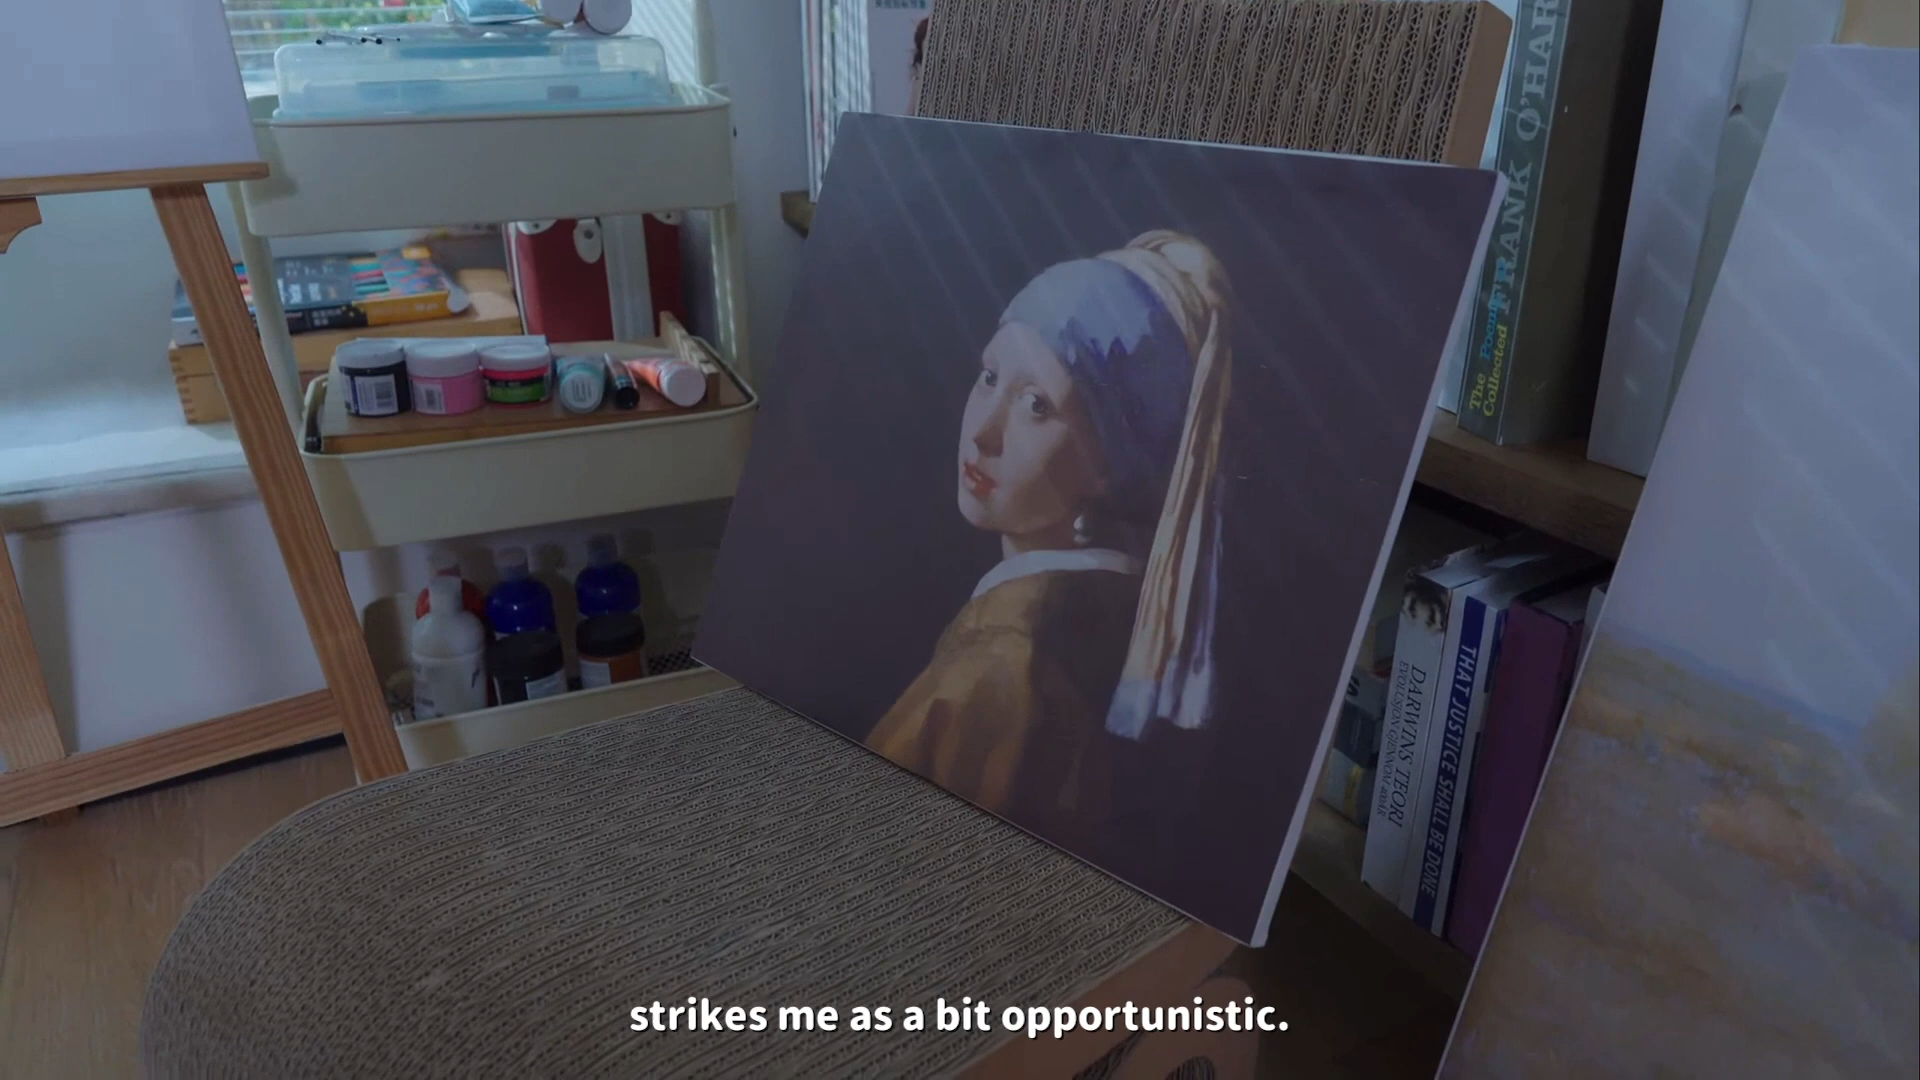 The Collected Poems FRANK O'HAR
DARWINS TEORI
EVOLUSJON GJENNOM
THAT JUSTICE SHALL BE DONE
strikes me as a bit opportunistic.